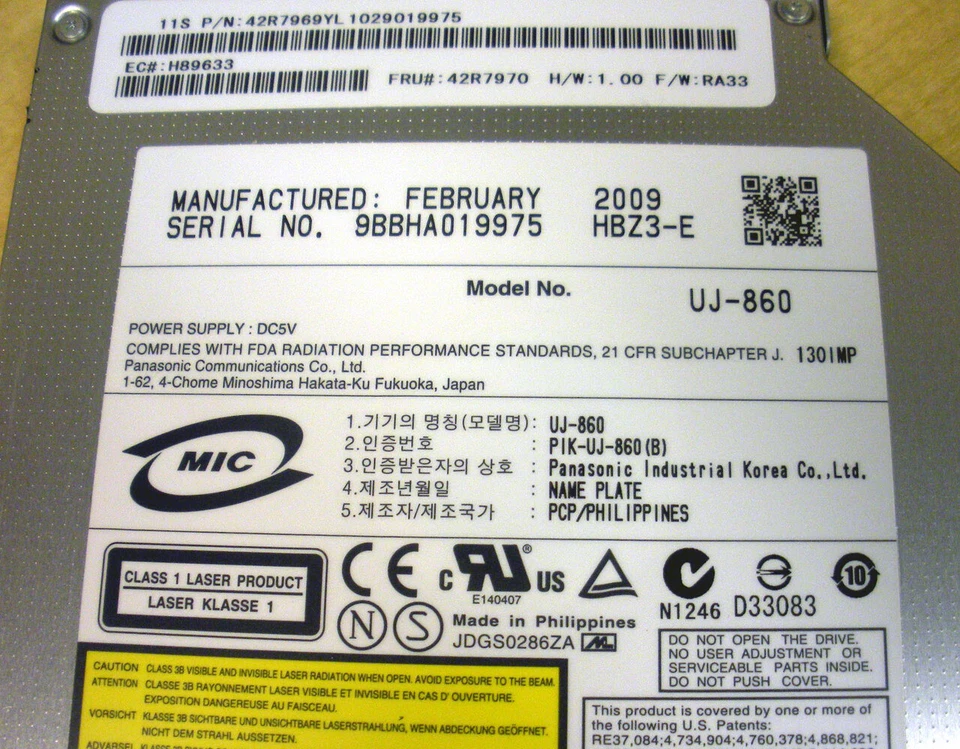 11S P/N:42R7969YL1029019975
EC#:H89633
FRU#:42R7970 H/W:1.00 F/W:RA33
MANUFACTURED: FEBRUARY 2009
SERIAL NO. 9BBHA019975 HBZ3-E
Model No. UJ-860
POWER SUPPLY : DC5V
COMPLIES WITH FDA RADIATION PERFORMANCE STANDARDS, 21 CFR SUBCHAPTER J. 1301MP
Panasonic Communications Co., Ltd.
1-62, 4-Chome Minoshima Hakata-Ku Fukuoka, Japan
MIC
1.기기의 명칭(모델명): UJ-860
2.인증번호 : PIK-UJ-860(B)
3.인증받은자의 상호 : Panasonic Industrial Korea Co.,Ltd.
4.제조년월일 : NAME PLATE
5.제조자/제조국가 : PCP/PHILIPPINES
CLASS 1 LASER PRODUCT
LASER KLASSE 1
CE
c RU® US
E140407
N1246 D33083
10
N S
Made in Philippines
JDGS0286ZA
DO NOT OPEN THE DRIVE.
NO USER ADJUSTMENT OR
SERVICEABLE PARTS INSIDE.
DO NOT PUSH COVER.
CAUTION CLASS 3B VISIBLE AND INVISIBLE LASER RADIATION WHEN OPEN. AVOID EXPOSURE TO THE BEAM.
ATTENTION CLASSE 3B RAYONNEMENT LASER VISIBLE ET INVISIBLE EN CAS D' OUVERTURE.
EXPOSITION DANGEREUSE AU FAISCEAU.
VORSICHT KLASSE 3B SICHTBARE UND UNSICHTBARE LASERSTRAHLUNG, WENN ABDECKUNG GEÖFFNET.
NICHT DEM STRAHL AUSSETZEN.
ADVARSEL
This product is covered by one or more of
the following U.S. Patents:
RE37,084;4,734,904;4,760,378;4,868,821;